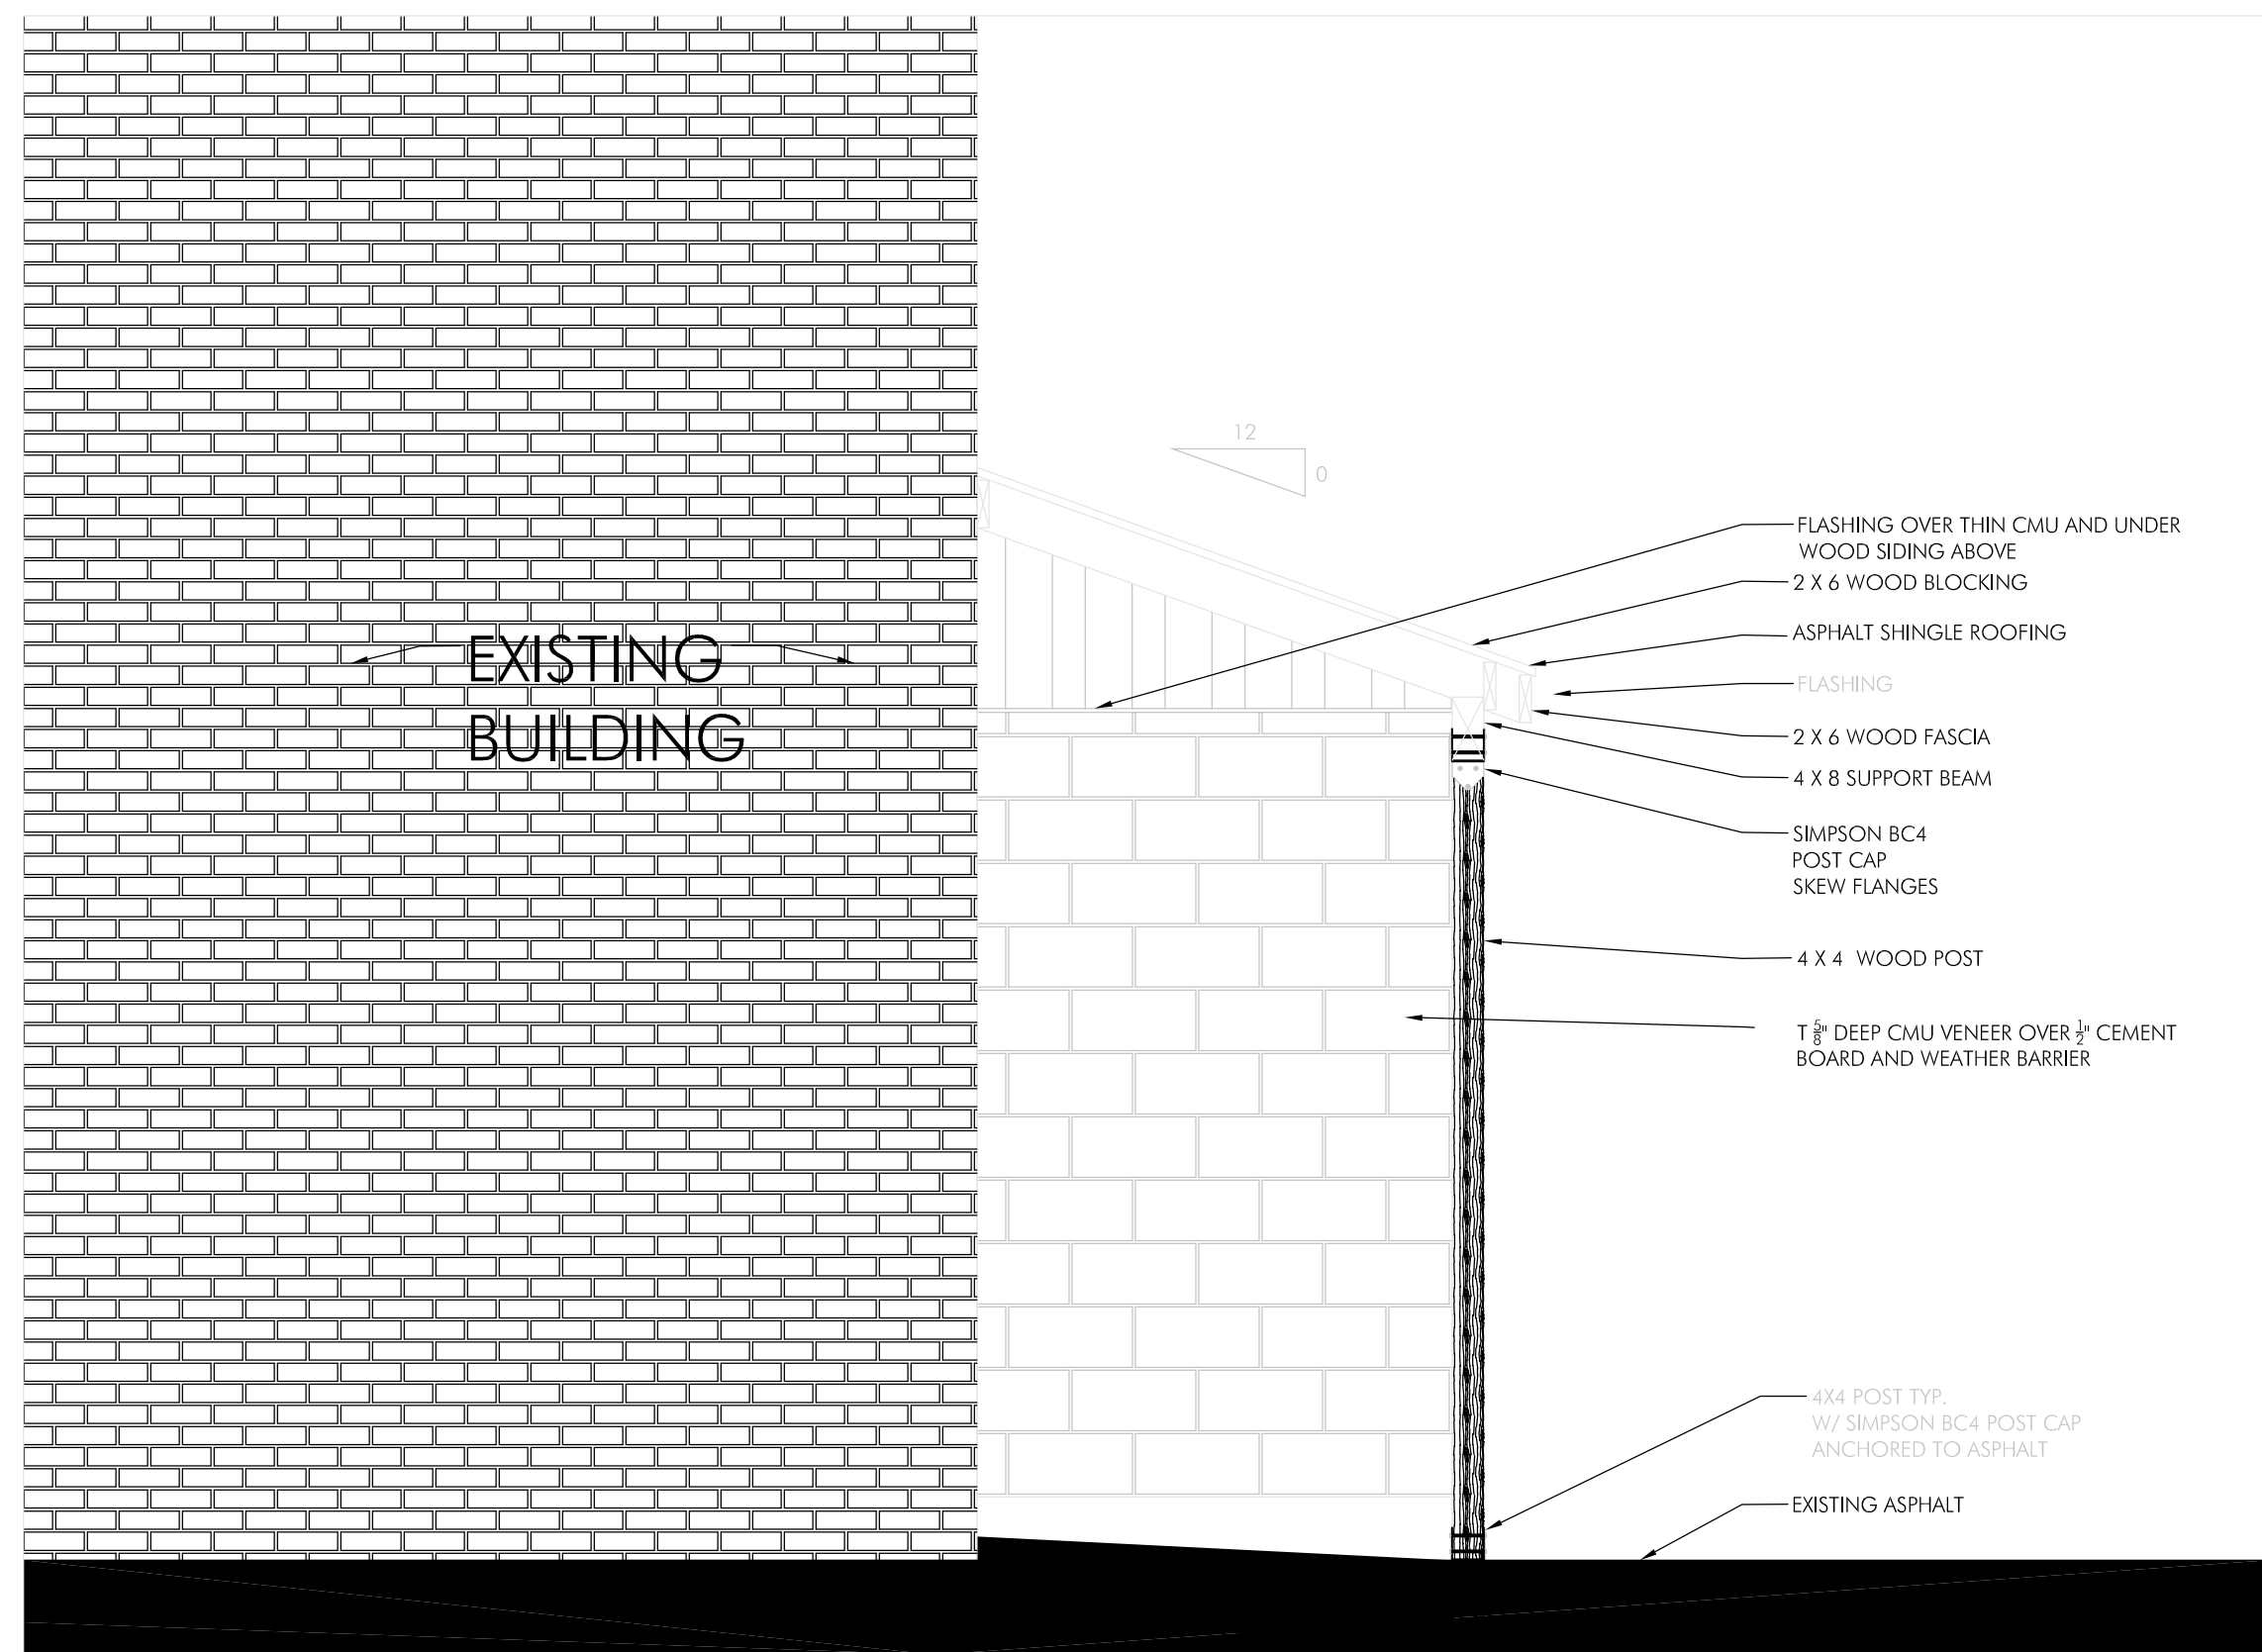 12
0
FLASHING OVER THIN CMU AND UNDER
WOOD SIDING ABOVE
2 X 6 WOOD BLOCKING
ASPHALT SHINGLE ROOFING
FLASHING
2 X 6 WOOD FASCIA
4 X 8 SUPPORT BEAM
SIMPSON BC4
POST CAP
SKEW FLANGES
4 X 4 WOOD POST
T 5/8" DEEP CMU VENEER OVER 1/2" CEMENT
BOARD AND WEATHER BARRIER
4X4 POST TYP.
W/ SIMPSON BC4 POST CAP
ANCHORED TO ASPHALT
EXISTING ASPHALT
EXISTING
BUILDING